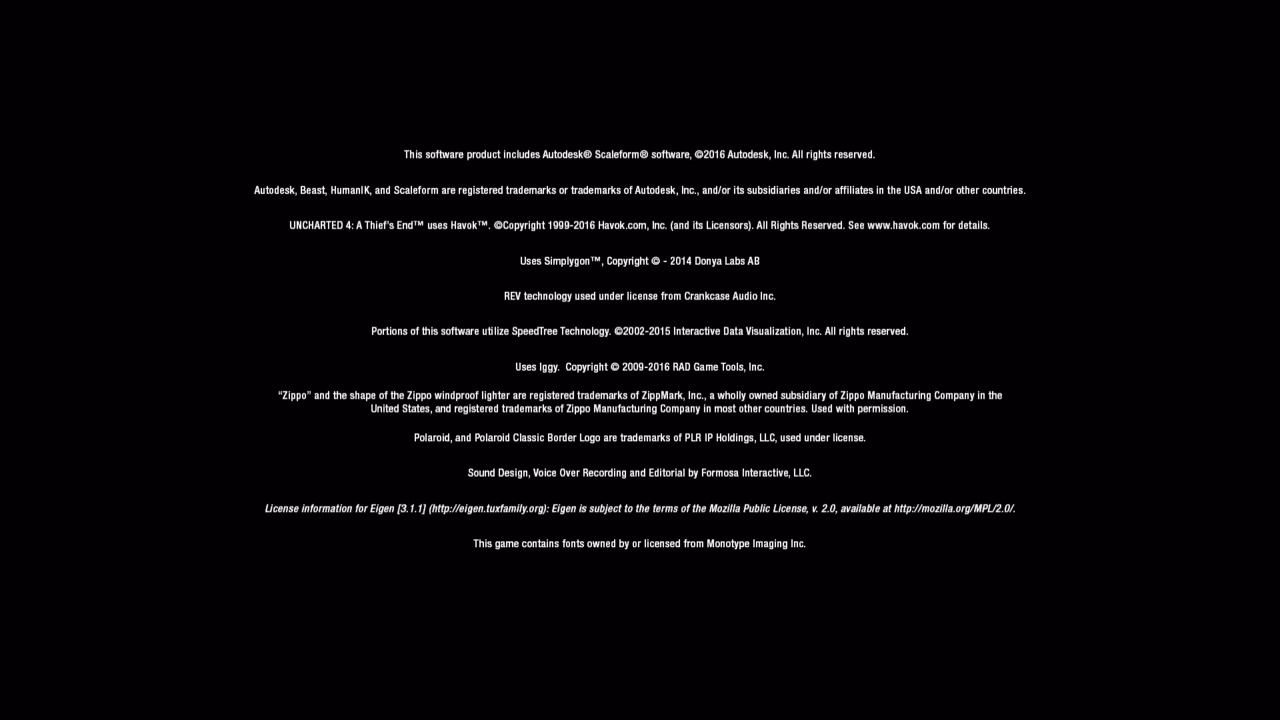 This software product includes Autodesk® Scaleform® software, ©2016 Autodesk, Inc. All rights reserved.
Autodesk, Beast, HumanIK, and Scaleform are registered trademarks or trademarks of Autodesk, Inc., and/or its subsidiaries and/or affiliates in the USA and/or other countries.
UNCHARTED 4: A Thief's End™ uses Havok™. ©Copyright 1999-2016 Havok.com, Inc. (and its Licensors). All Rights Reserved. See www.havok.com for details.
Uses Simplygon™, Copyright © - 2014 Donya Labs AB
REV technology used under license from Crankcase Audio Inc.
Portions of this software utilize SpeedTree Technology. ©2002-2015 Interactive Data Visualization, Inc. All rights reserved.
Uses Iggy.  Copyright © 2009-2016 RAD Game Tools, Inc.
“Zippo” and the shape of the Zippo windproof lighter are registered trademarks of ZippMark, Inc., a wholly owned subsidiary of Zippo Manufacturing Company in the
United States, and registered trademarks of Zippo Manufacturing Company in most other countries. Used with permission.
Polaroid, and Polaroid Classic Border Logo are trademarks of PLR IP Holdings, LLC, used under license.
Sound Design, Voice Over Recording and Editorial by Formosa Interactive, LLC.
License information for Eigen [3.1.1] (http://eigen.tuxfamily.org): Eigen is subject to the terms of the Mozilla Public License, v. 2.0, available at http://mozilla.org/MPL/2.0/.
This game contains fonts owned by or licensed from Monotype Imaging Inc.